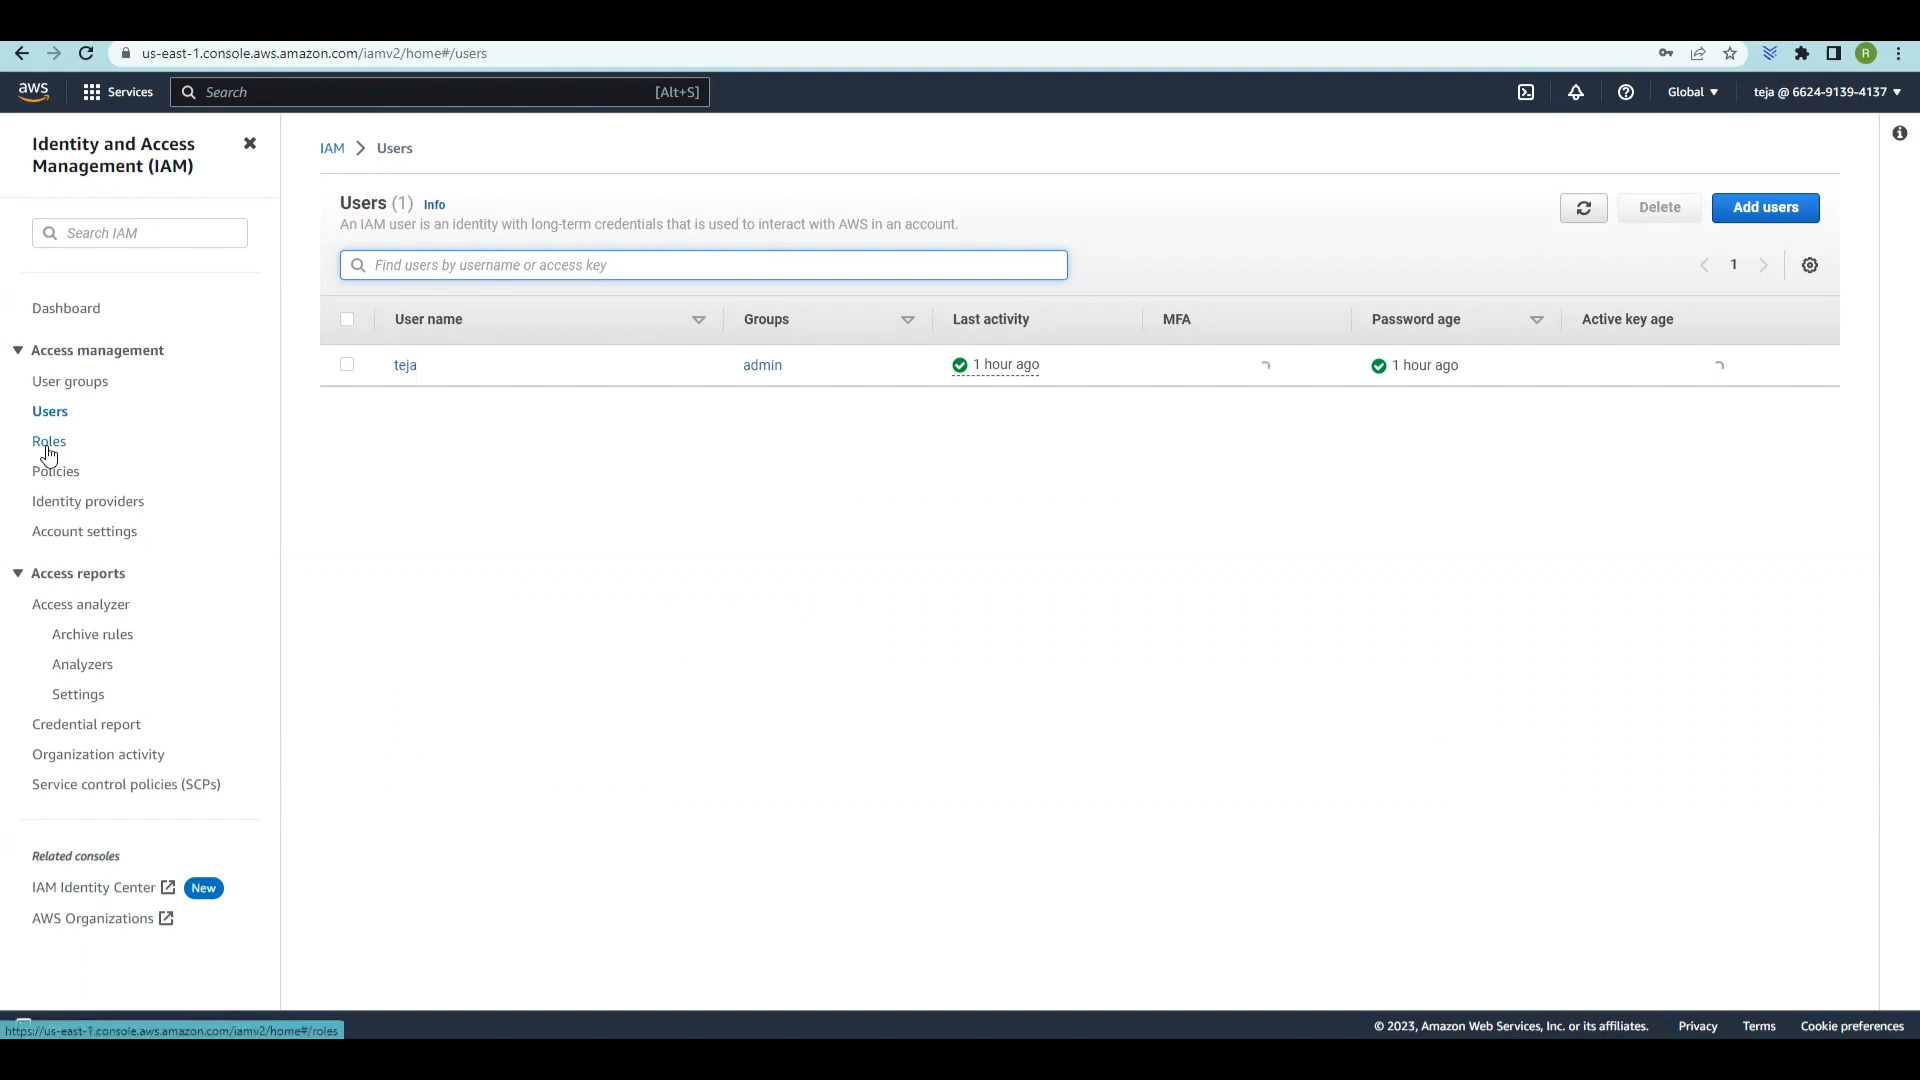 us-east-1.console.aws.amazon.com/iamv2/home#/users
R
aws
Services
Search
[Alt+S]
Global
teja @ 6624-9139-4137
Identity and Access
Management (IAM)
Search IAM
Dashboard
Access management
User groups
Users
Roles
Policies
Identity providers
Account settings
Access reports
Access analyzer
Archive rules
Analyzers
Settings
Credential report
Organization activity
Service control policies (SCPs)
Related consoles
IAM Identity Center New
AWS Organizations
IAM > Users
Users (1) Info
An IAM user is an identity with long-term credentials that is used to interact with AWS in an account.
Delete
Add users
Find users by username or access key
1
User name Groups Last activity MFA Password age Active key age
teja admin 1 hour ago 1 hour ago
https://us-east-1.console.aws.amazon.com/iamv2/home#/roles
© 2023, Amazon Web Services, Inc. or its affiliates. Privacy Terms Cookie preferences